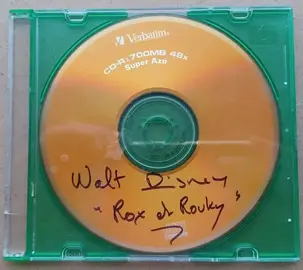 Verbatim.
CD-R 700MB 48x
Super Azo
Walt Disney
"Rox et Rouky"